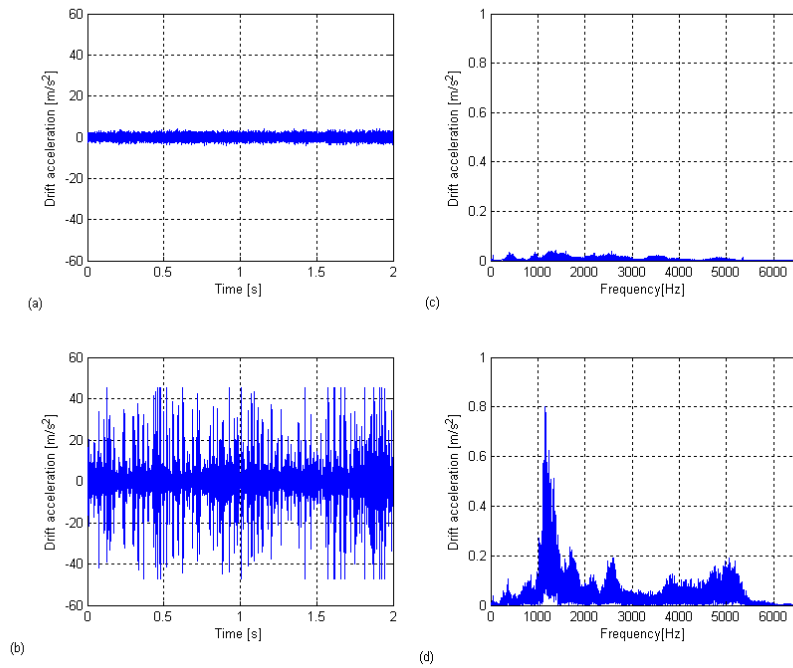 60
40
20
0
-20
-40
-60
0 0.5 1 1.5 2
Drift acceleration [m/s²]
Time [s]
(a)
1
0.8
0.6
0.4
0.2
0
0 1000 2000 3000 4000 5000 6000
Drift acceleration [m/s²]
Frequency[Hz]
(c)
60
40
20
0
-20
-40
-60
0 0.5 1 1.5 2
Drift acceleration [m/s²]
Time [s]
(b)
1
0.8
0.6
0.4
0.2
0
0 1000 2000 3000 4000 5000 6000
Drift acceleration [m/s²]
Frequency[Hz]
(d)